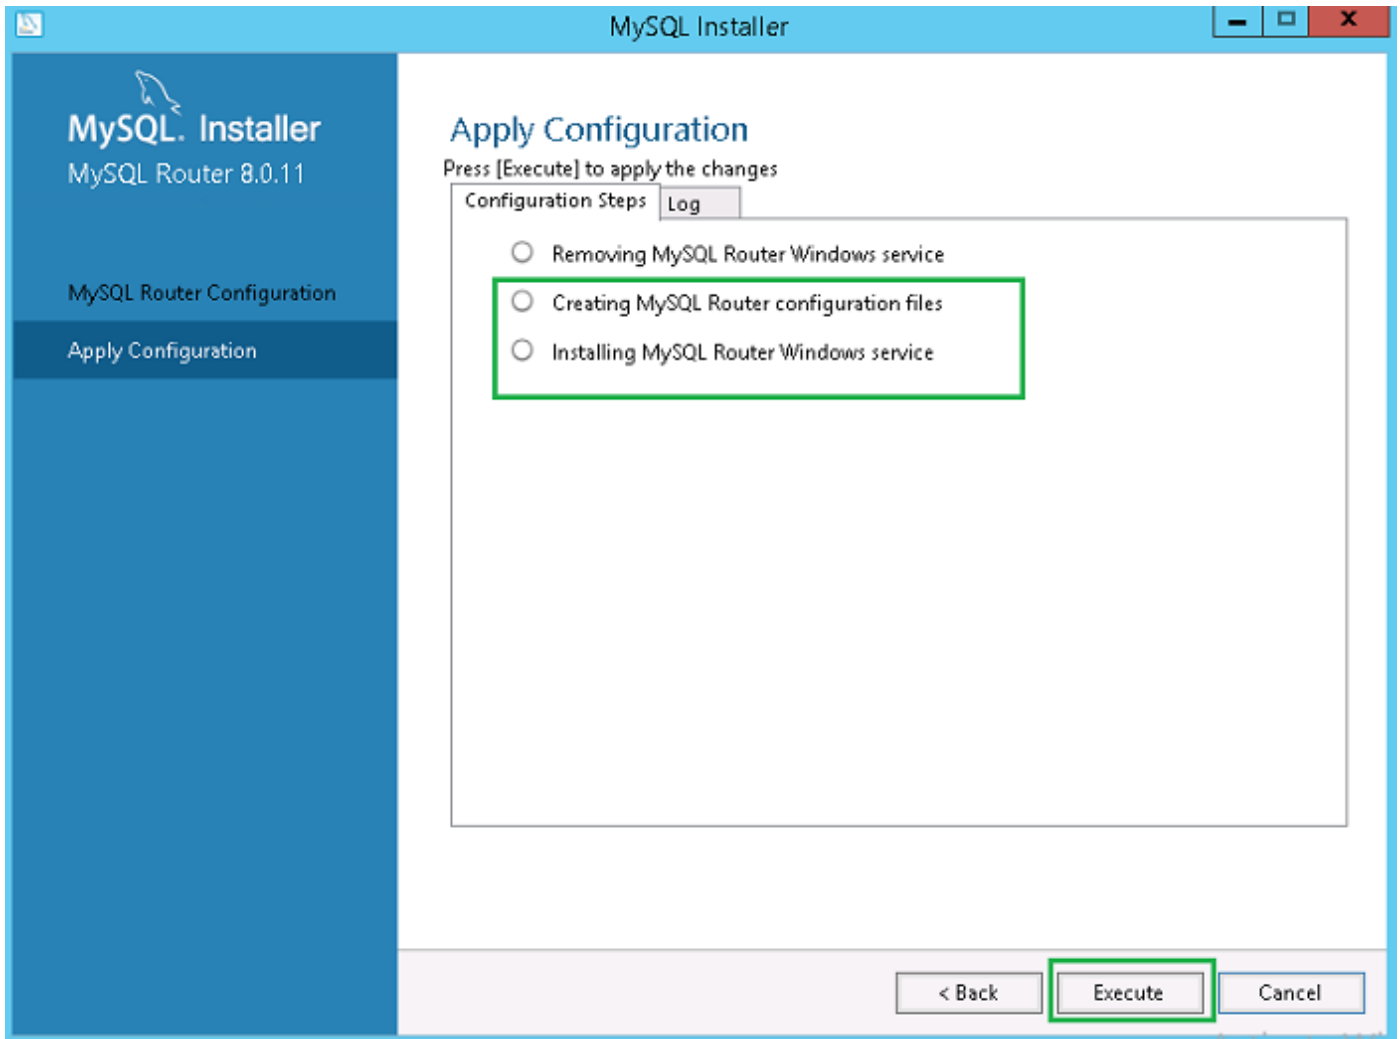 MySQL Installer
MySQL. Installer
MySQL Router 8.0.11
MySQL Router Configuration
Apply Configuration
Apply Configuration
Press [Execute] to apply the changes
Configuration Steps
Log
Removing MySQL Router Windows service
Creating MySQL Router configuration files
Installing MySQL Router Windows service
< Back
Execute
Cancel